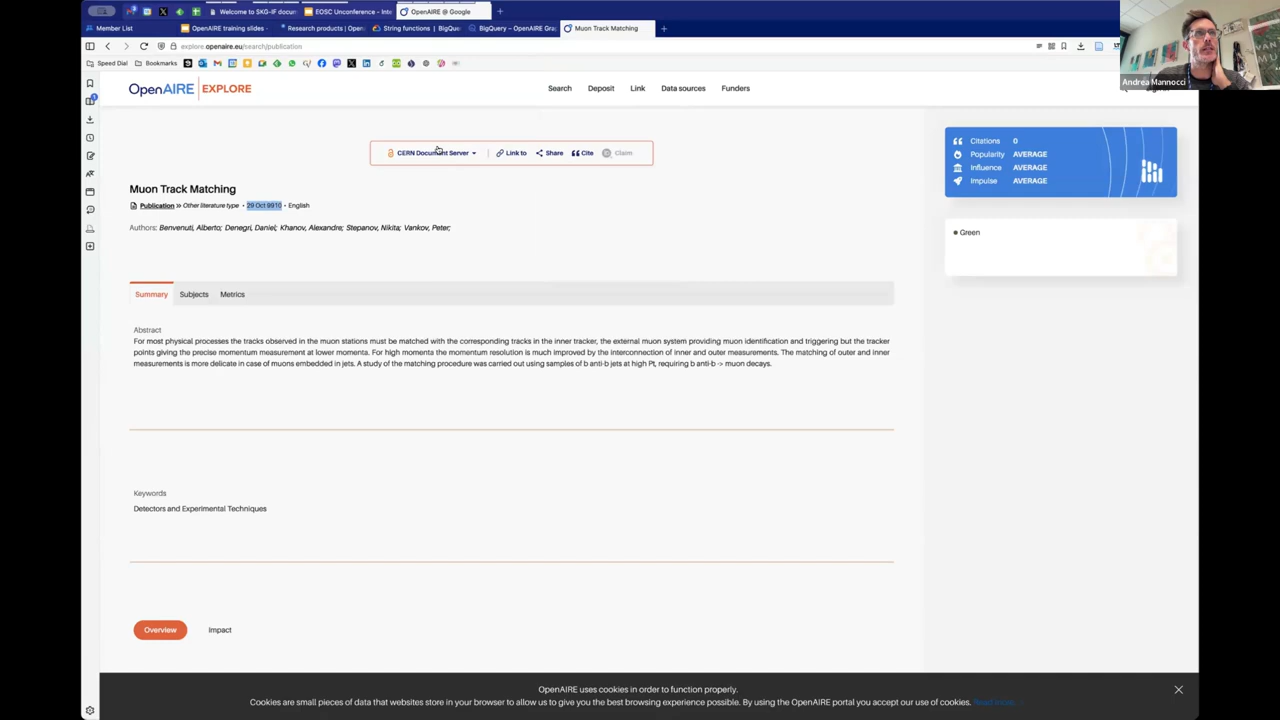 Welcome to SKG-IF docum
EOSC Unconference – Inte
OpenAIRE @ Google
Member List
OpenAIRE training slides -
Research products | Open
String functions | BigQu
BigQuery – OpenAIRE Gra
Muon Track Matching
explore.openaire.eu/search/publication
Speed Dial
Bookmarks
Andrea Mannocci
OpenAIRE | EXPLORE
Search
Deposit
Link
Data sources
Funders
CERN Document Server
Link to
Share
Cite
Claim
Citations 0
Popularity AVERAGE
Influence AVERAGE
Impulse AVERAGE
Muon Track Matching
Publication » Other literature type • 29 Oct 9910 • English
Authors: Benvenuti, Alberto; Denegri, Daniel; Khanov, Alexandre; Stepanov, Nikita; Vankov, Peter;
Green
Summary
Subjects
Metrics
Abstract
For most physical processes the tracks observed in the muon stations must be matched with the corresponding tracks in the inner tracker, the external muon system providing muon identification and triggering but the tracker
points giving the precise momentum measurement at lower momenta. For high momenta the momentum resolution is much improved by the interconnection of inner and outer measurements. The matching of outer and inner
measurements is more delicate in case of muons embedded in jets. A study of the matching procedure was carried out using samples of b anti-b jets at high Pt, requiring b anti-b -> muon decays.
Keywords
Detectors and Experimental Techniques
Overview
Impact
OpenAIRE uses cookies in order to function properly.
Cookies are small pieces of data that websites store in your browser to allow us to give you the best browsing experience possible. By using the OpenAIRE portal you accept our use of cookies. Read more...